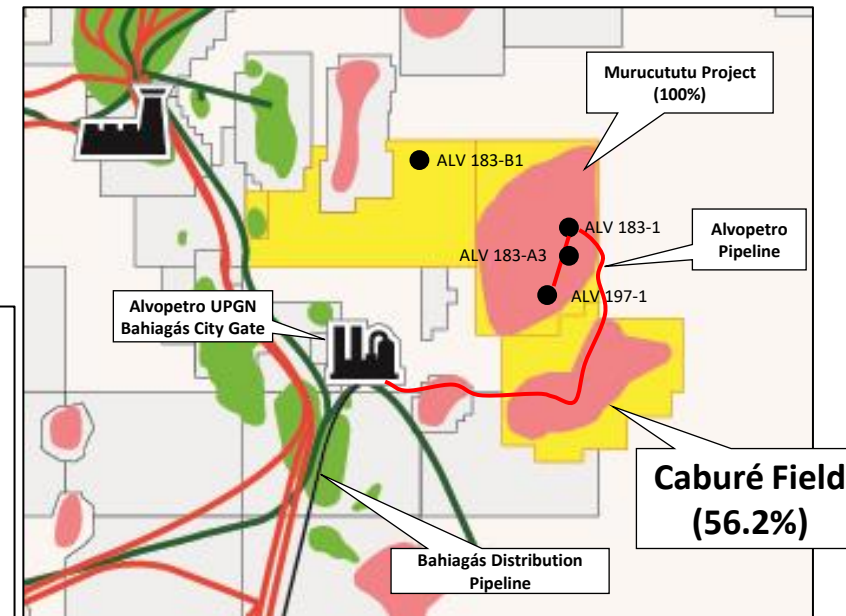 Murucututu Project
(100%)
ALV 183-B1
ALV 183-1
Alvopetro
Pipeline
ALV 183-A3
ALV 197-1
Alvopetro UPGN
Bahiagás City Gate
Caburé Field
(56.2%)
Bahiagás Distribution
Pipeline